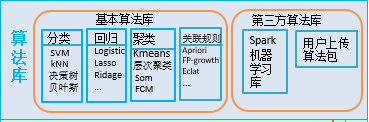 算法库
基本算法库
分类
SVM
kNN
决策树
贝叶斯
回归
Logistic
Lasso
Ridage
...
聚类
Kmeans
层次聚类
Som
FCM
关联规则
Apriori
FP-growth
Eclat
...
第三方算法库
Spark
机器
学习
库
用户上传
算法包